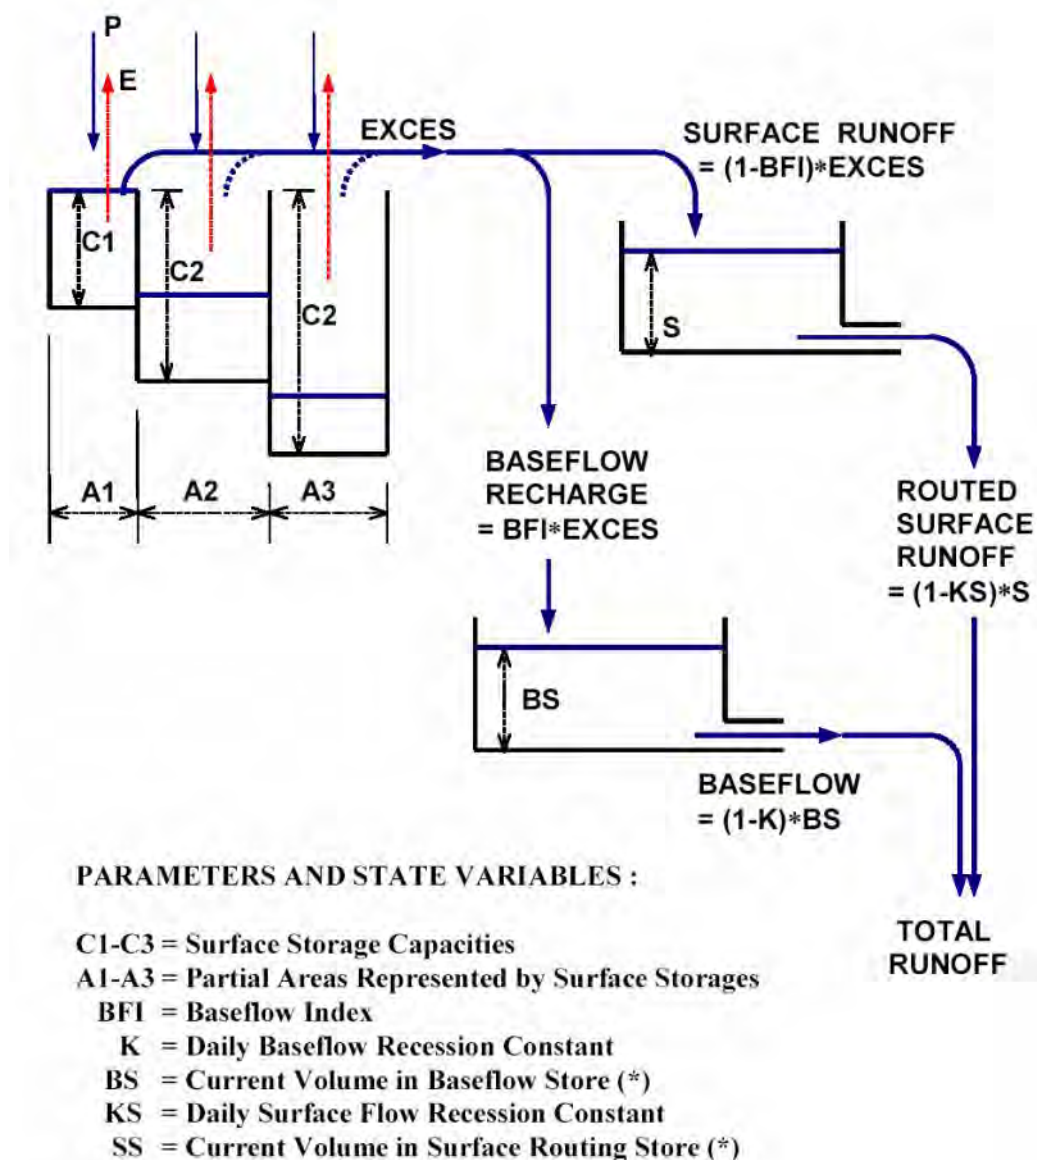 P
E
EXCES
SURFACE RUNOFF
= (1-BFI)*EXCES
C1
C2
C2
S
A1
A2
A3
BASEFLOW
RECHARGE
= BFI*EXCES
ROUTED
SURFACE
RUNOFF
= (1-KS)*S
BS
BASEFLOW
= (1-K)*BS
TOTAL
RUNOFF
PARAMETERS AND STATE VARIABLES :
C1-C3 = Surface Storage Capacities
A1-A3 = Partial Areas Represented by Surface Storages
BFI = Baseflow Index
K = Daily Baseflow Recession Constant
BS = Current Volume in Baseflow Store (*)
KS = Daily Surface Flow Recession Constant
SS = Current Volume in Surface Routing Store (*)